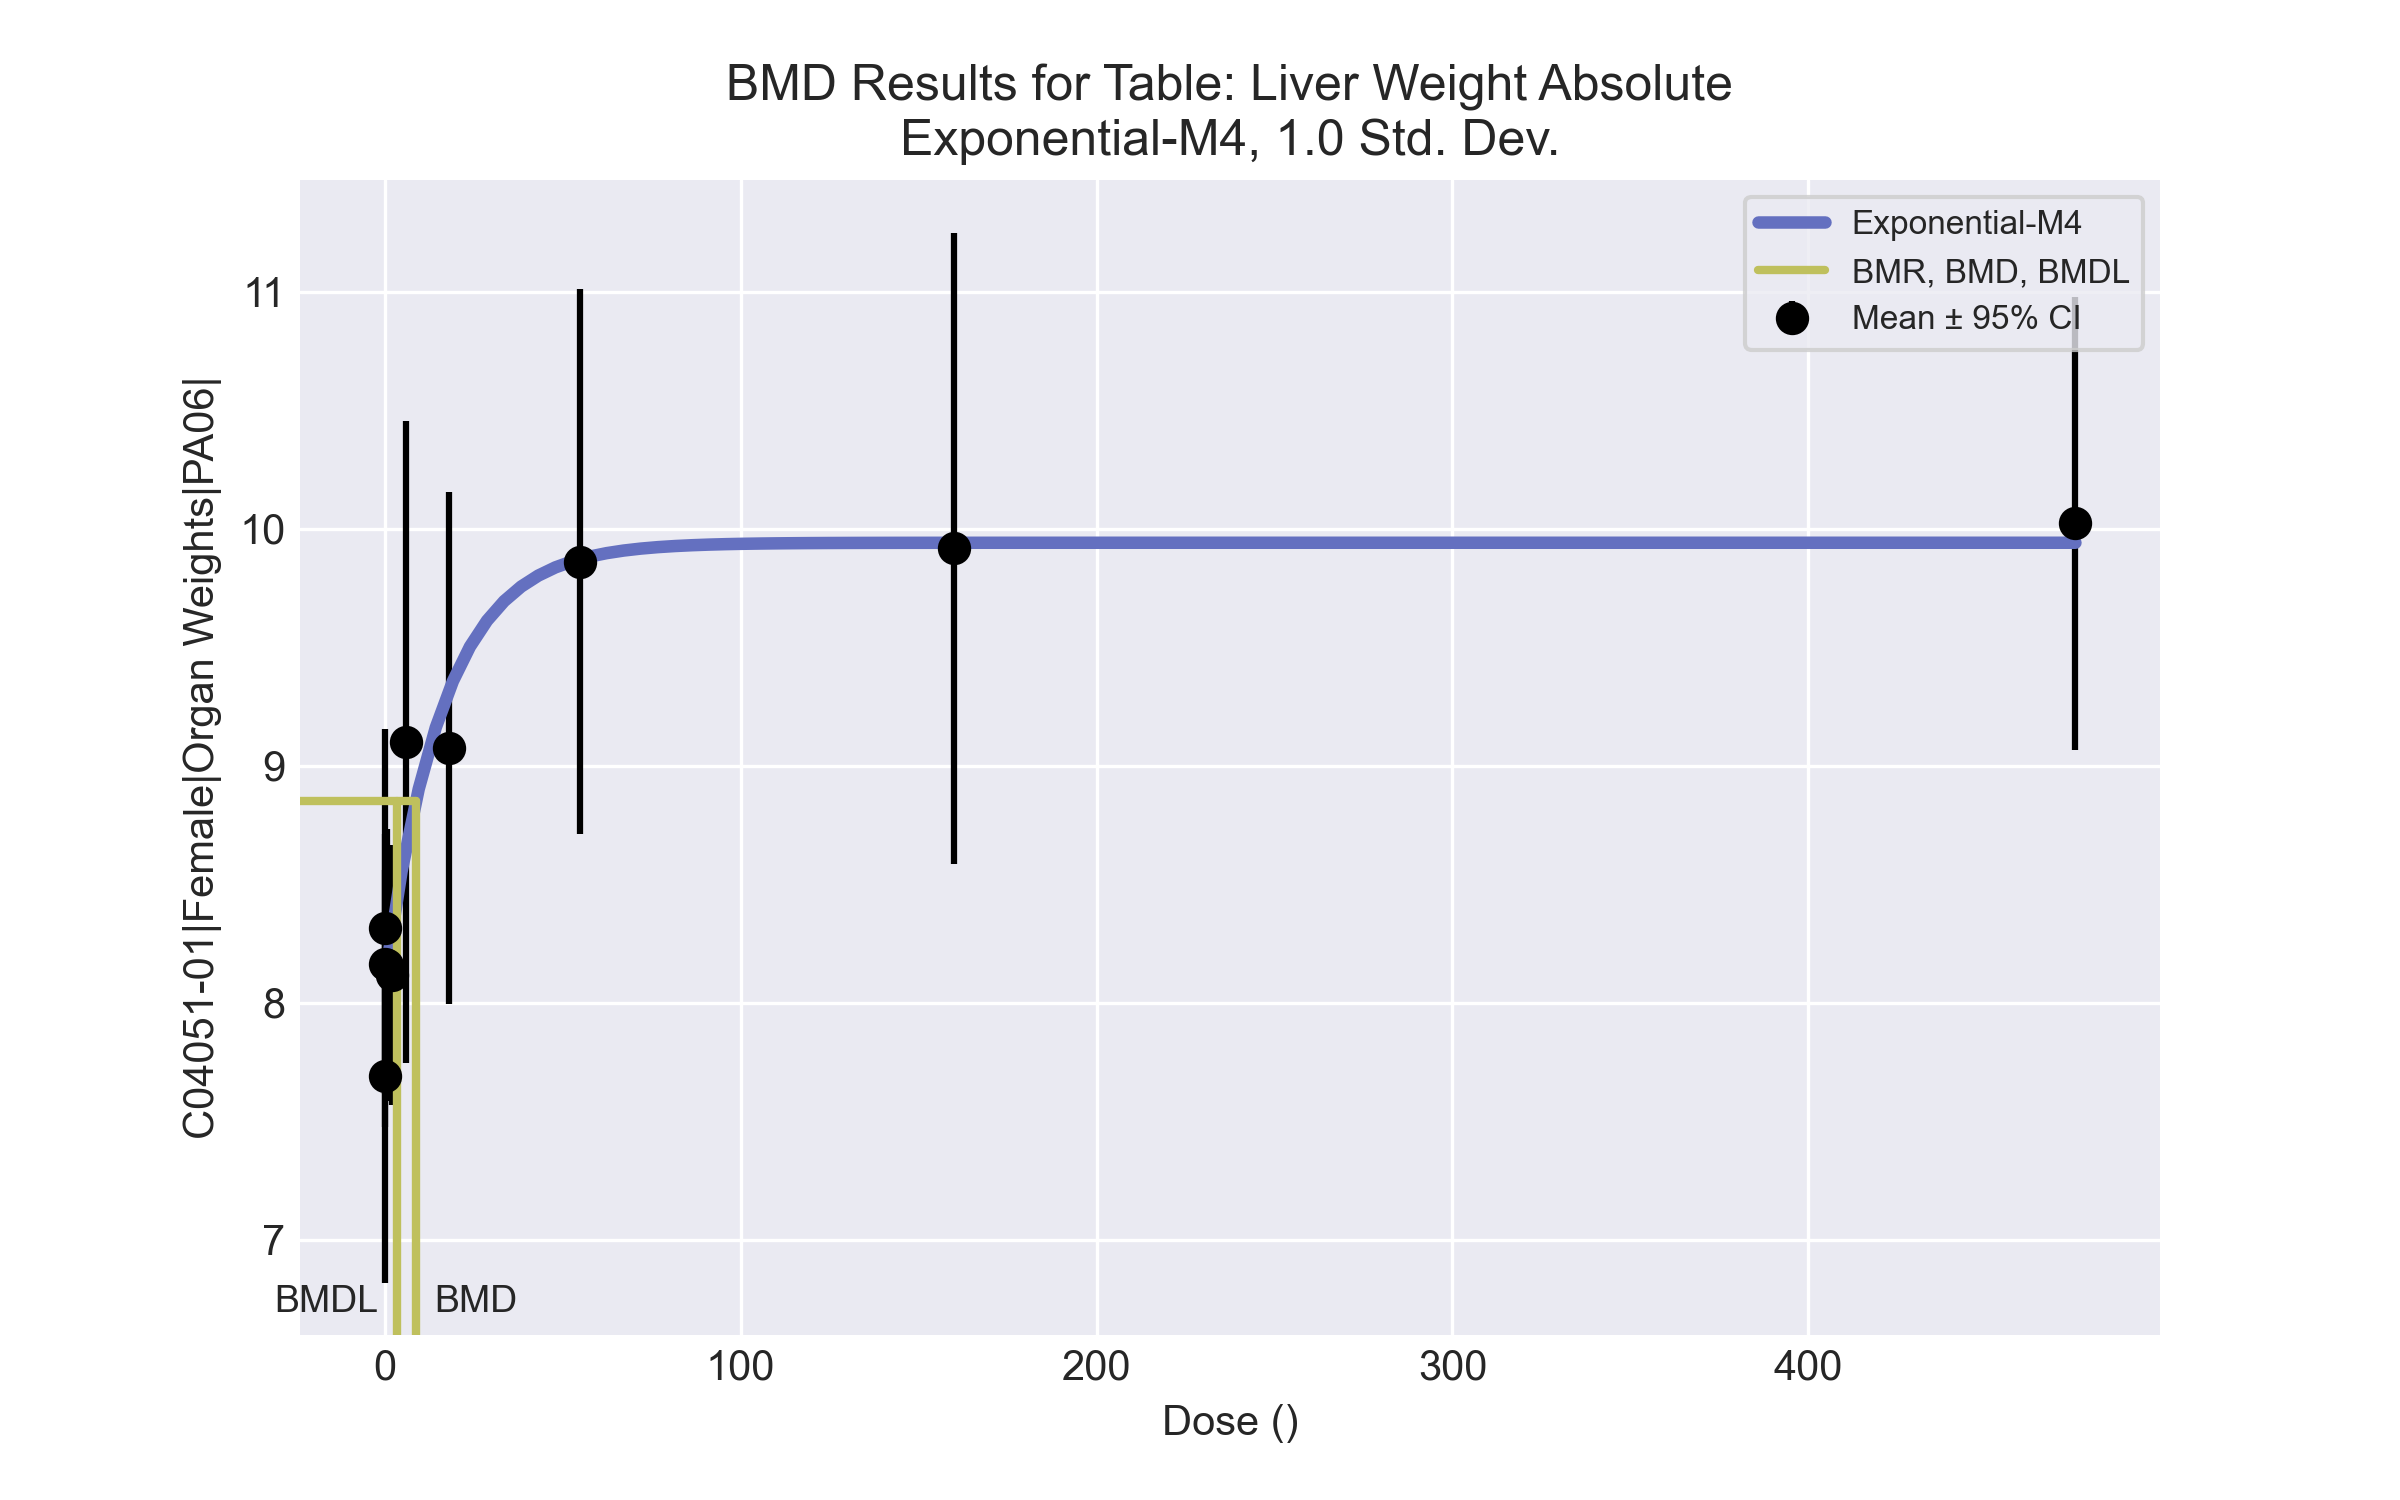 BMD Results for Table: Liver Weight Absolute
Exponential-M4, 1.0 Std. Dev.
Exponential-M4
BMR, BMD, BMDL
Mean ± 95% CI
C04051-01|Female|Organ Weights|PA06|
11
10
9
8
7
BMDL
BMD
0
100
200
300
400
Dose ()